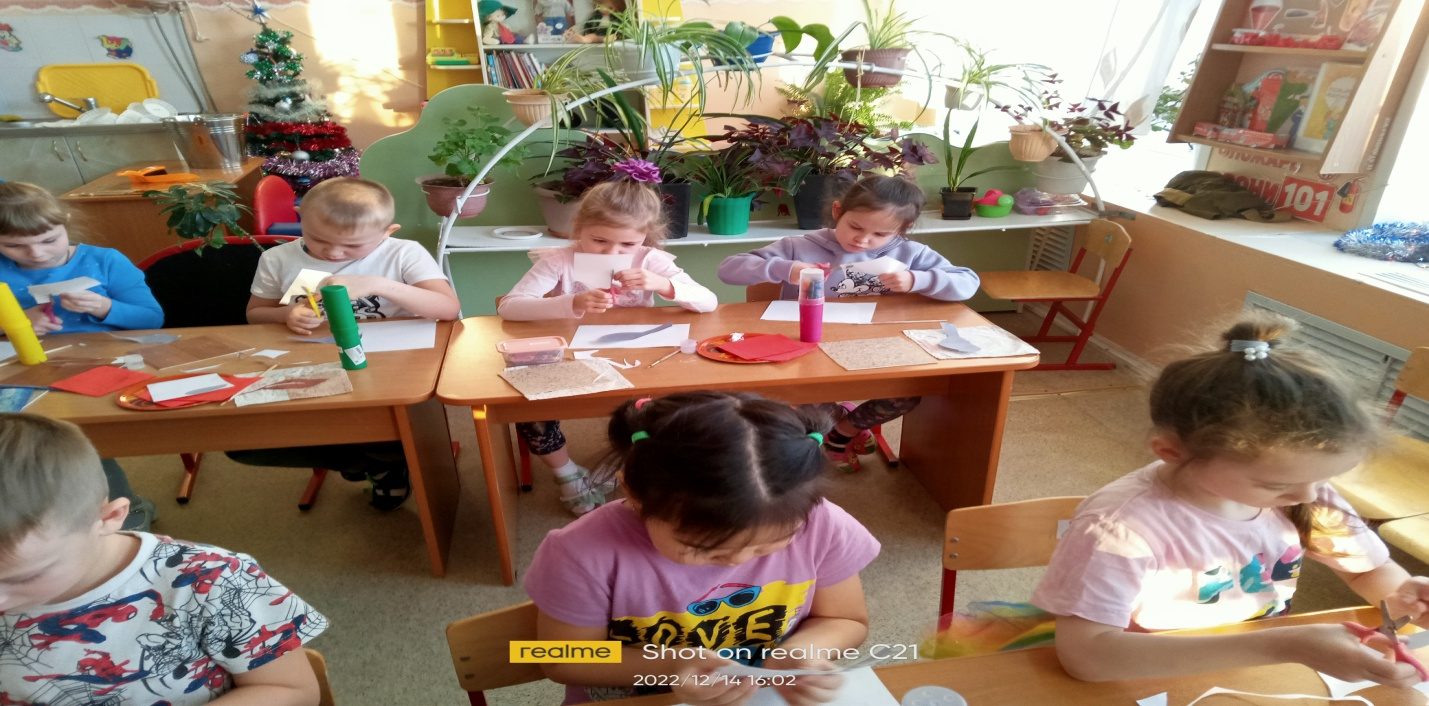 101
LOVE
realme Shot on realme C21
2022/12/14 16:02